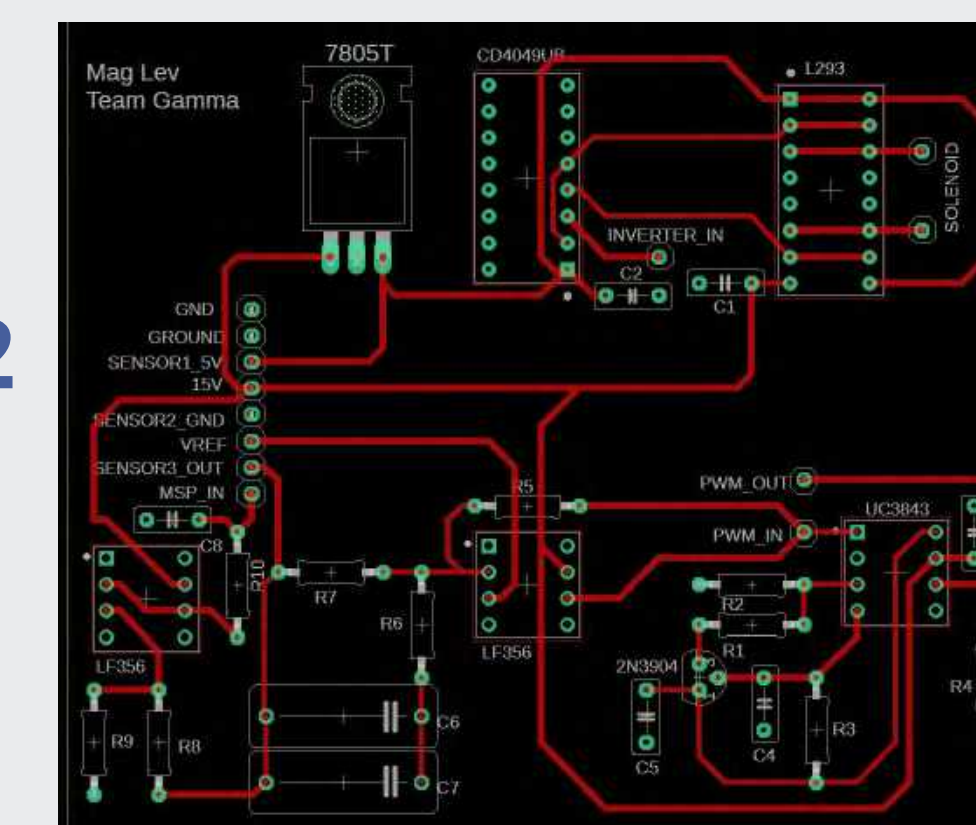 Mag Lev
Team Gamma
7805T
CD4049UB
L293
SOLENOID
INVERTER_IN
C2
C1
GND
GROUND
SENSOR1_5V
15V
SENSOR2_GND
VREF
SENSOR3_OUT
MSP_IN
2
R5
PWM_OUT
UC3843
PWM_IN
C8
R10
R7
R2
R6
R1
LF356
LF356
2N3904
R4
R9
R8
C6
R3
C5
C4
C7